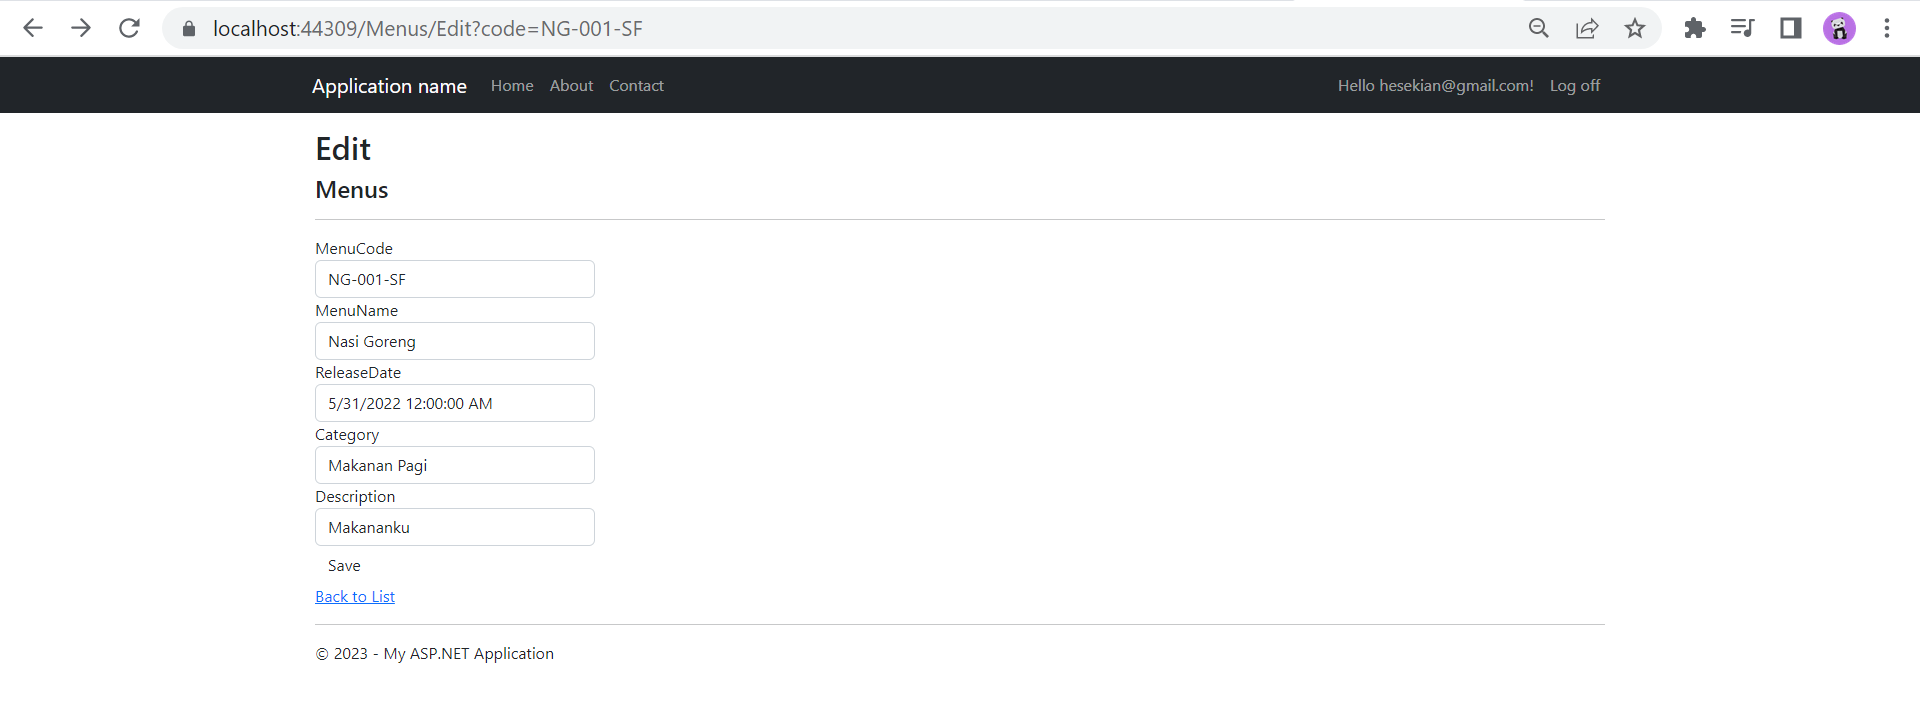 localhost:44309/Menus/Edit?code=NG-001-SF
Application name Home About Contact Hello hesekian@gmail.com! Log off
Edit
Menus
MenuCode
NG-001-SF
MenuName
Nasi Goreng
ReleaseDate
5/31/2022 12:00:00 AM
Category
Makanan Pagi
Description
Makananku
Save
Back to List
© 2023 - My ASP.NET Application